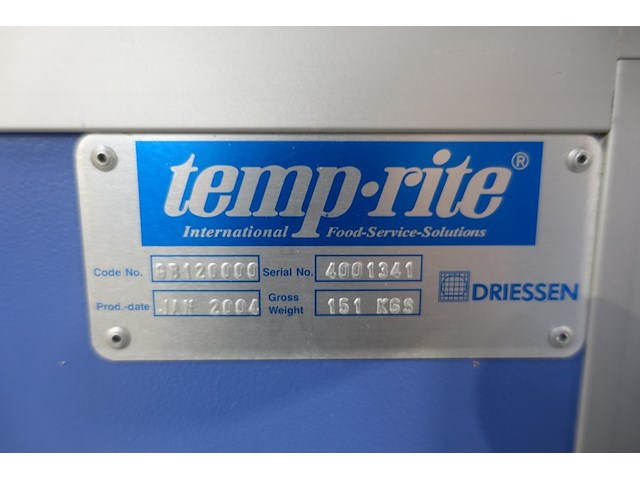 temp·rite®
International Food-Service-Solutions
Code No. GB120000 Serial No. 4001341
Prod.-date JAN 2004 Gross Weight 151 KGS
DRIESSEN